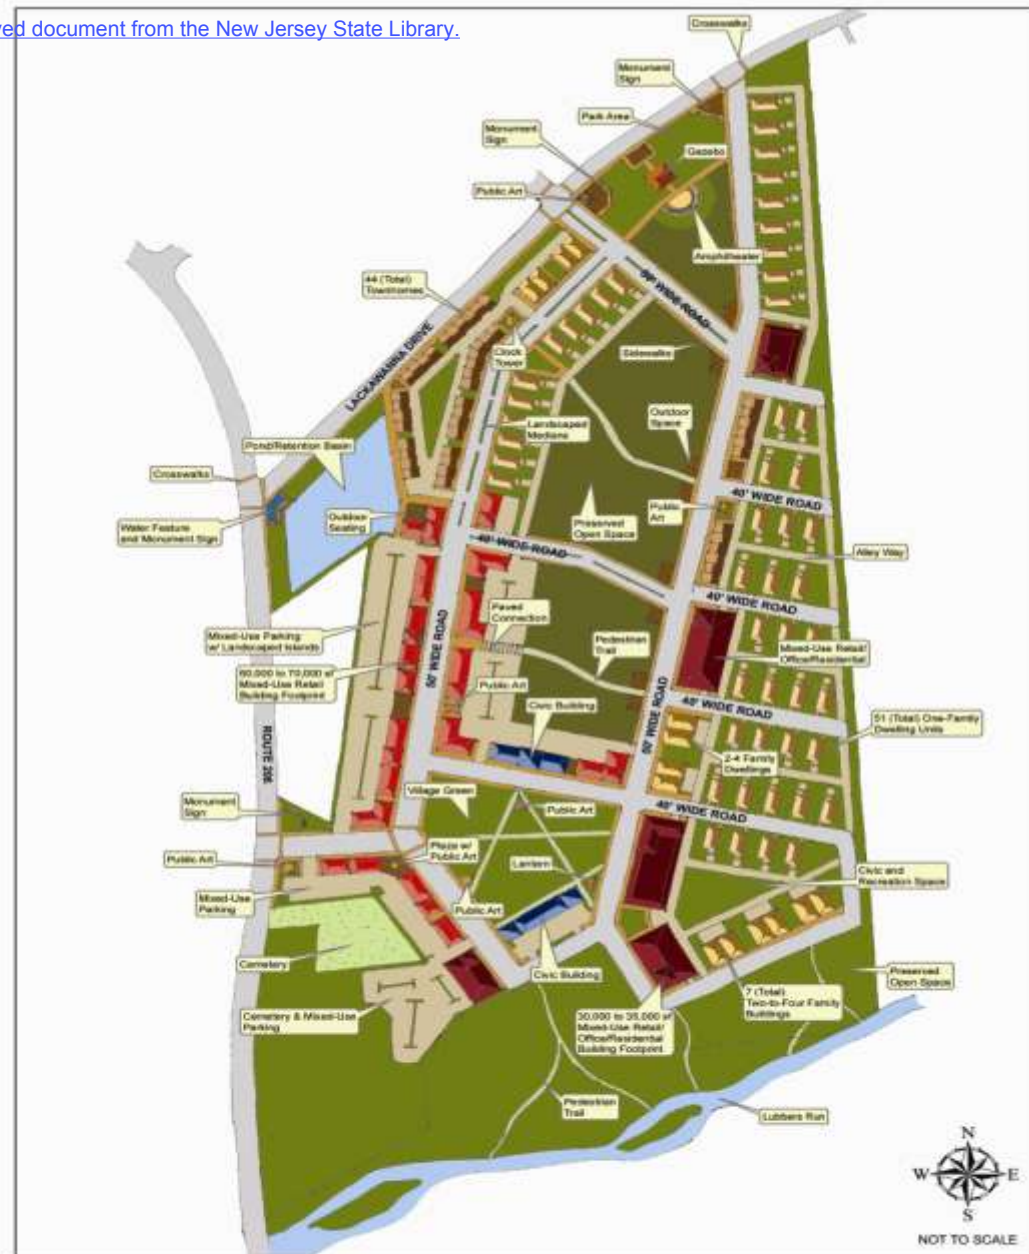 ved document from the New Jersey State Library.
Crosswalks
Monument
Sign
Park Area
Monument
Sign
Gazebo
Public Art
Amphitheater
44 (Total)
Townhomes
50' WIDE ROAD
Sidewalks
Clock
Tower
LACKAWANNA DRIVE
Outdoor
Space
Landscaped
Medians
Pond/Retention Basin
Crosswalks
40' WIDE ROAD
Public
Art
Outdoor
Seating
Preserved
Open Space
Water Feature
and Monument Sign
40' WIDE ROAD
Alley Way
40' WIDE ROAD
Paved
Connection
Mixed-Use Parking
w/ Landscaped Islands
Pedestrian
Trail
Mixed-Use Retail/
Office/Residential
50' WIDE ROAD
60,000 to 70,000 sf
Mixed-Use Retail
Building Footprint
Public Art
Civic Building
40' WIDE ROAD
50' WIDE ROAD
51 (Total) One-Family
Dwelling Units
ROUTE 206
2-4 Family
Dwellings
Village Green
Monument
Sign
Public Art
40' WIDE ROAD
Plaza w/
Public Art
Public Art
Lantern
Civic and
Recreation Space
Mixed-Use
Parking
Public Art
Cemetery
Civic Building
Preserved
Open Space
7 (Total)
Two-to-Four Family
Buildings
Cemetery & Mixed-Use
Parking
30,000 to 35,000 sf
Mixed-Use Retail/
Office/Residential
Building Footprint
Pedestrian
Trail
Lubbers Run
N
W
E
S
NOT TO SCALE